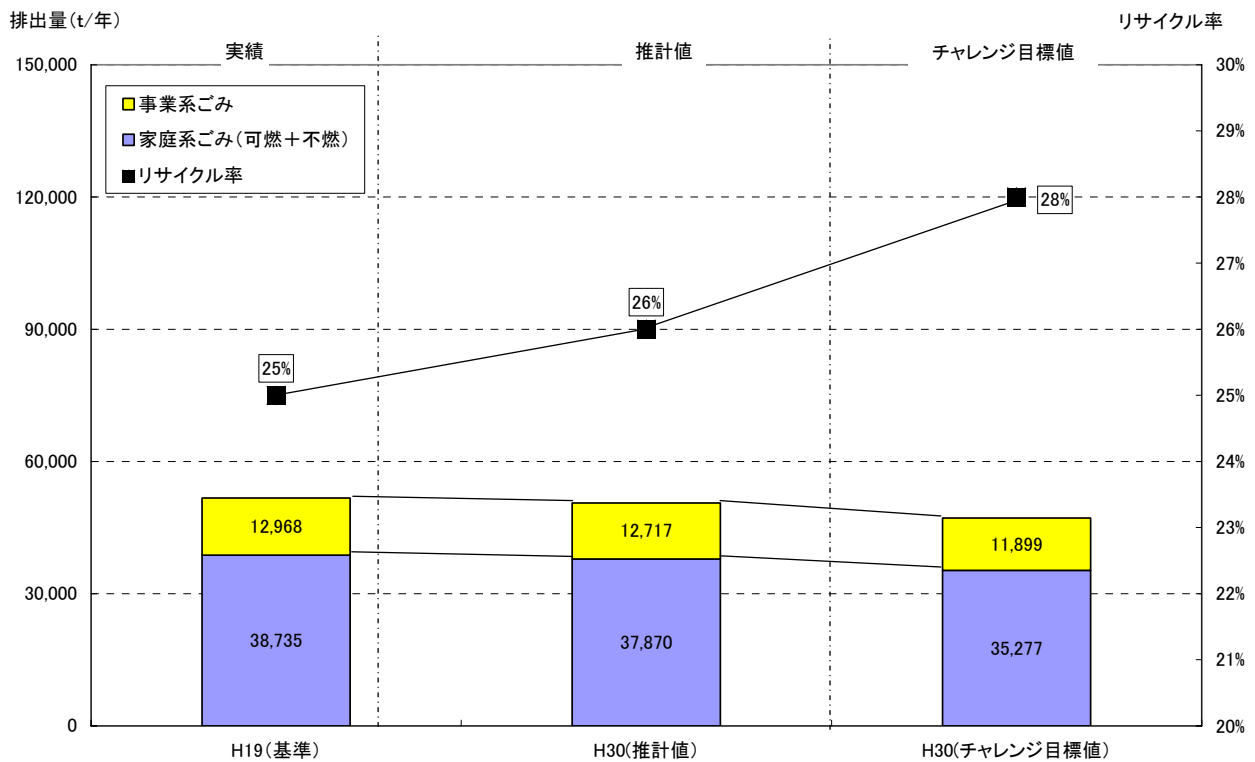 排出量(t/年)
リサイクル率
実績
推計値
チャレンジ目標値
150,000
120,000
90,000
60,000
30,000
0
30%
29%
28%
27%
26%
25%
24%
23%
22%
21%
20%
事業系ごみ
家庭系ごみ(可燃+不燃)
リサイクル率
25%
26%
28%
12,968
12,717
11,899
38,735
37,870
35,277
H19(基準)
H30(推計値)
H30(チャレンジ目標値)